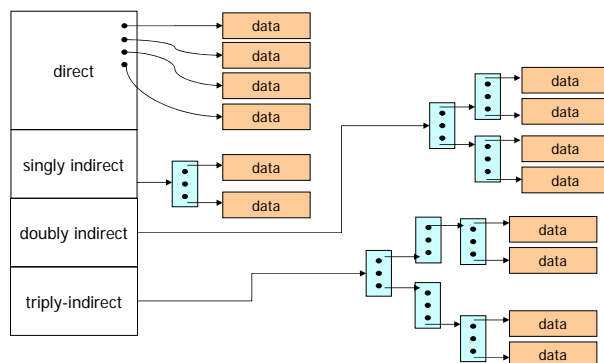 direct
data
data
data
data
singly indirect
data
data
doubly indirect
data
data
data
data
triply-indirect
data
data
data
data